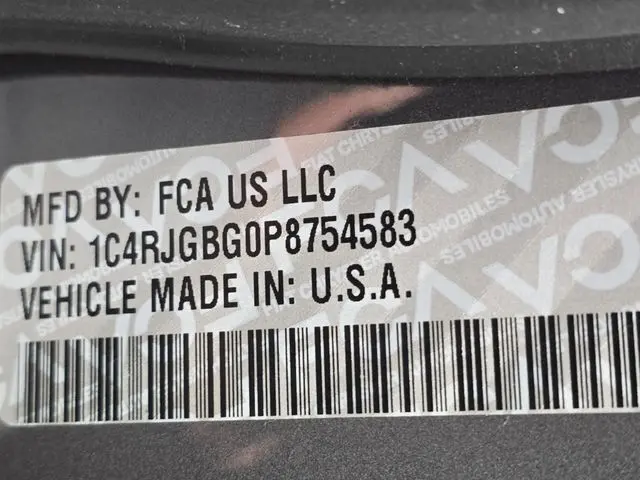 MFD BY: FCA US LLC
VIN: 1C4RJGBG0P8754583
VEHICLE MADE IN: U.S.A.